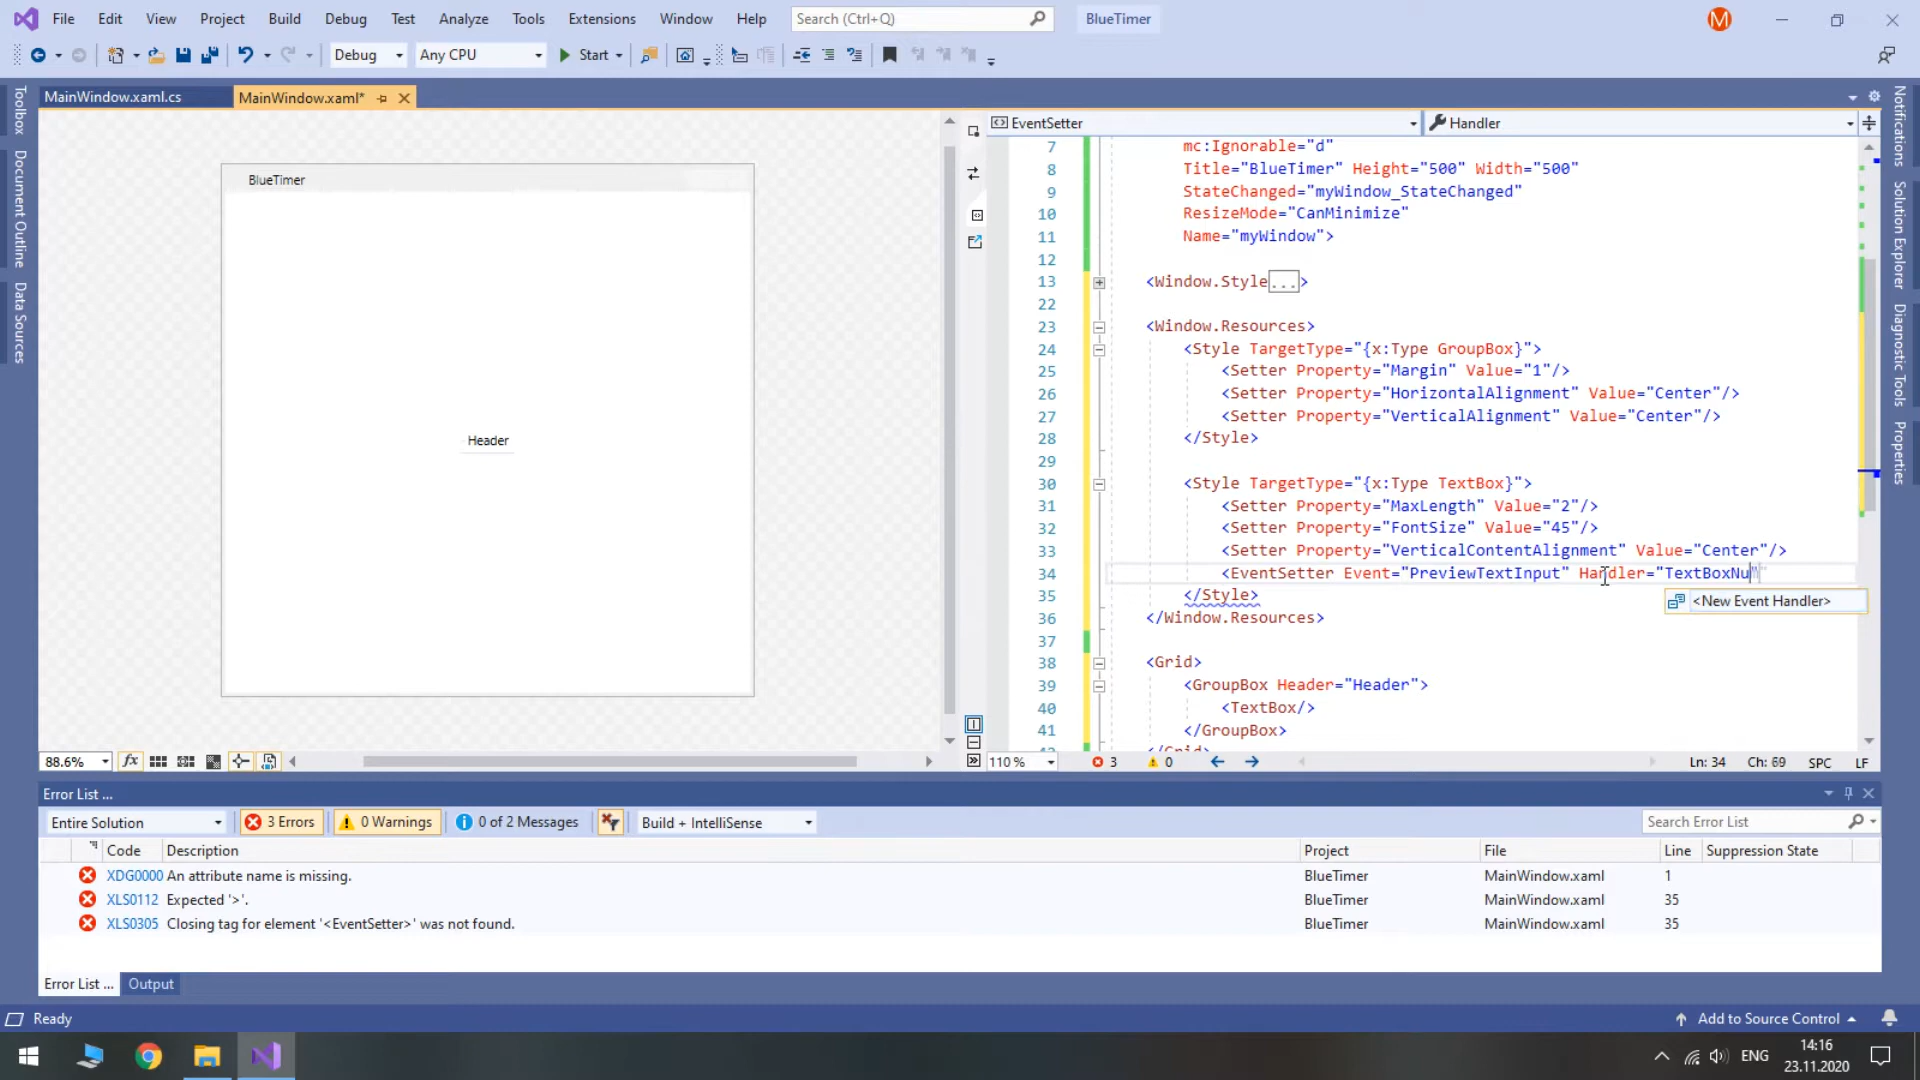 File Edit View Project Build Debug Test Analyze Tools Extensions Window Help Search (Ctrl+Q) BlueTimer M
Debug Any CPU Start
MainWindow.xaml.cs MainWindow.xaml*
Toolbox
Document Outline
Data Sources
BlueTimer
Header
EventSetter Handler
7 mc:Ignorable="d"
8 Title="BlueTimer" Height="500" Width="500"
9 StateChanged="myWindow_StateChanged"
10 ResizeMode="CanMinimize"
11 Name="myWindow">
12
13 <Window.Style...>
22
23 <Window.Resources>
24 <Style TargetType="{x:Type GroupBox}">
25 <Setter Property="Margin" Value="1"/>
26 <Setter Property="HorizontalAlignment" Value="Center"/>
27 <Setter Property="VerticalAlignment" Value="Center"/>
28 </Style>
29
30 <Style TargetType="{x:Type TextBox}">
31 <Setter Property="MaxLength" Value="2"/>
32 <Setter Property="FontSize" Value="45"/>
33 <Setter Property="VerticalContentAlignment" Value="Center"/>
34 <EventSetter Event="PreviewTextInput" Handler="TextBoxNu
35 </Style>
<New Event Handler>
36 </Window.Resources>
37
38 <Grid>
39 <GroupBox Header="Header">
40 <TextBox/>
41 </GroupBox>
</Grid>
Notifications
Solution Explorer
Diagnostic Tools
Properties
88.6% fx
110 % 3 0 Ln: 34 Ch: 69 SPC LF
Error List ...
Entire Solution 3 Errors 0 Warnings 0 of 2 Messages Build + IntelliSense Search Error List
Code Description Project File Line Suppression State
XDG0000 An attribute name is missing. BlueTimer MainWindow.xaml 1
XLS0112 Expected '>'. BlueTimer MainWindow.xaml 35
XLS0305 Closing tag for element '<EventSetter>' was not found. BlueTimer MainWindow.xaml 35
Error List ... Output
Ready Add to Source Control
ENG 14:16
23.11.2020